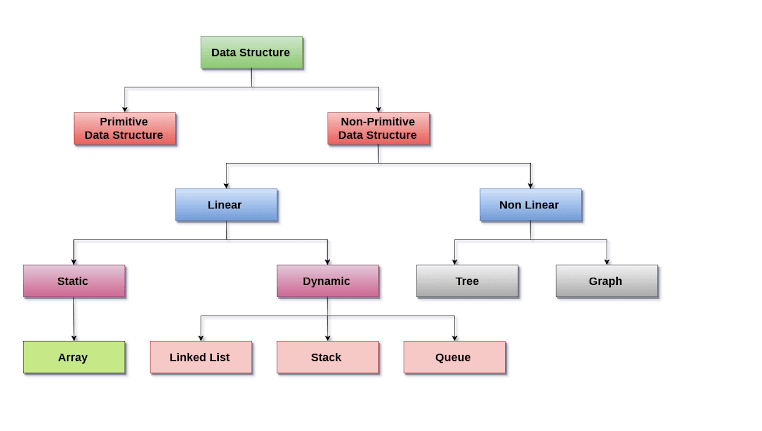 Data Structure
Primitive
Data Structure
Non-Primitive
Data Structure
Linear
Non Linear
Static
Dynamic
Tree
Graph
Array
Linked List
Stack
Queue